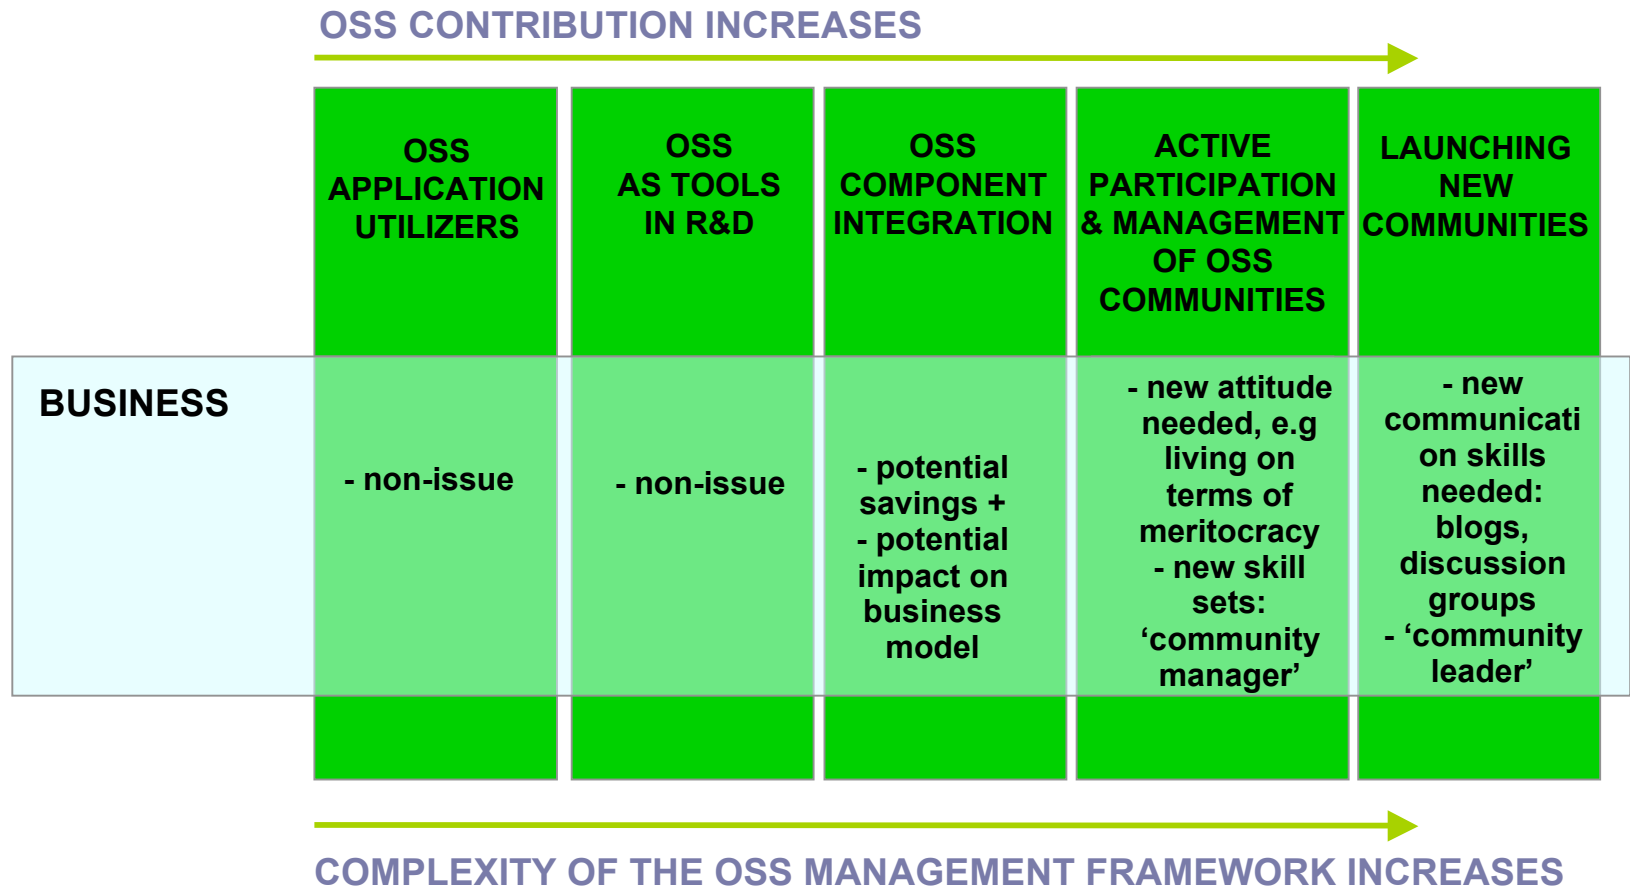 OSS CONTRIBUTION INCREASES
OSS
APPLICATION
UTILIZERS
OSS
AS TOOLS
IN R&D
OSS
COMPONENT
INTEGRATION
ACTIVE
PARTICIPATION
& MANAGEMENT
OF OSS
COMMUNITIES
LAUNCHING
NEW
COMMUNITIES
BUSINESS
- non-issue
- non-issue
- potential
savings +
- potential
impact on
business
model
- new attitude
needed, e.g
living on
terms of
meritocracy
- new skill
sets:
‘community
manager’
- new
communicati
on skills
needed:
blogs,
discussion
groups
- ‘community
leader’
COMPLEXITY OF THE OSS MANAGEMENT FRAMEWORK INCREASES